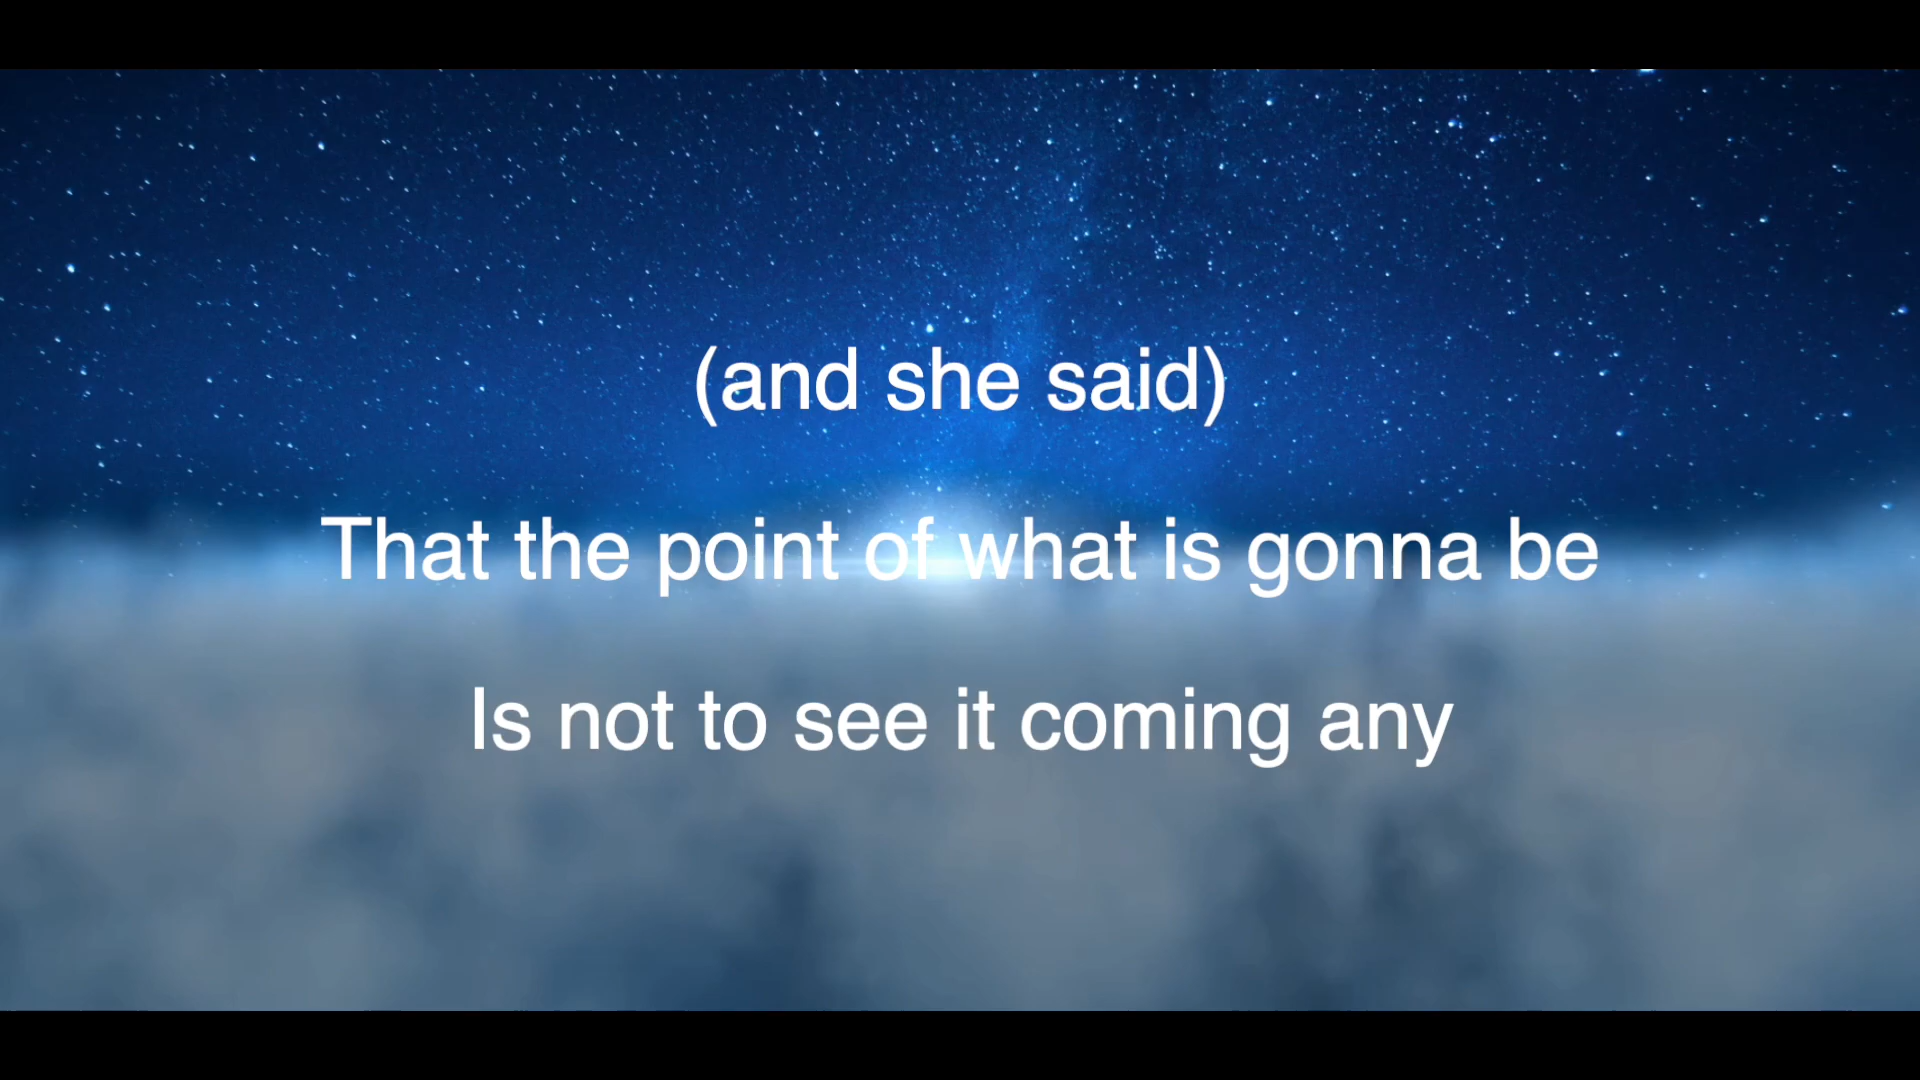 (and she said)
That the point of what is gonna be
Is not to see it coming any